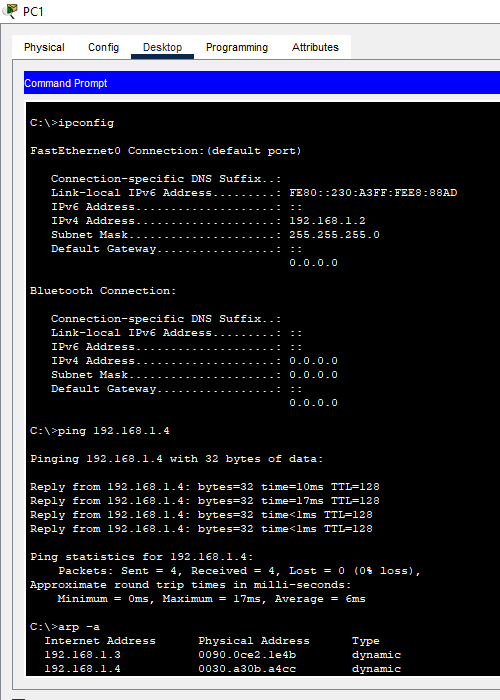 PC1
Physical Config Desktop Programming Attributes
Command Prompt
C:\>ipconfig
FastEthernet0 Connection:(default port)
Connection-specific DNS Suffix..:
Link-local IPv6 Address.........: FE80::230:A3FF:FEE8:88AD
IPv6 Address....................: ::
IPv4 Address....................: 192.168.1.2
Subnet Mask.....................: 255.255.255.0
Default Gateway.................: ::
0.0.0.0
Bluetooth Connection:
Connection-specific DNS Suffix..:
Link-local IPv6 Address.........: ::
IPv6 Address....................: ::
IPv4 Address....................: 0.0.0.0
Subnet Mask.....................: 0.0.0.0
Default Gateway.................: ::
0.0.0.0
C:\>ping 192.168.1.4
Pinging 192.168.1.4 with 32 bytes of data:
Reply from 192.168.1.4: bytes=32 time=10ms TTL=128
Reply from 192.168.1.4: bytes=32 time=17ms TTL=128
Reply from 192.168.1.4: bytes=32 time<1ms TTL=128
Reply from 192.168.1.4: bytes=32 time<1ms TTL=128
Ping statistics for 192.168.1.4:
Packets: Sent = 4, Received = 4, Lost = 0 (0% loss),
Approximate round trip times in milli-seconds:
Minimum = 0ms, Maximum = 17ms, Average = 6ms
C:\>arp -a
Internet Address Physical Address Type
192.168.1.3 0090.0ce2.1e4b dynamic
192.168.1.4 0030.a30b.a4cc dynamic